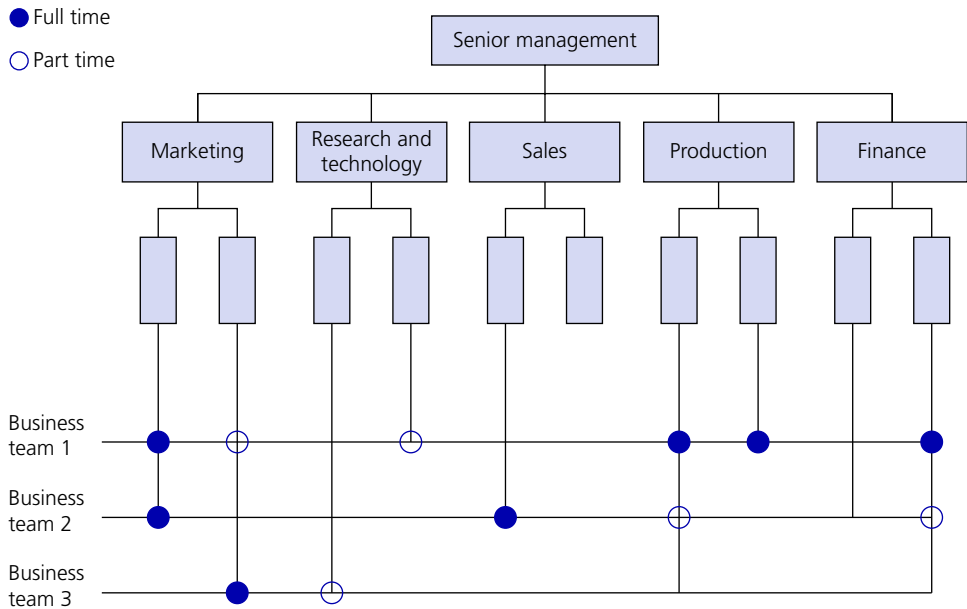 Full time
Part time
Senior management
Marketing
Research and
technology
Sales
Production
Finance
Business
team 1
Business
team 2
Business
team 3